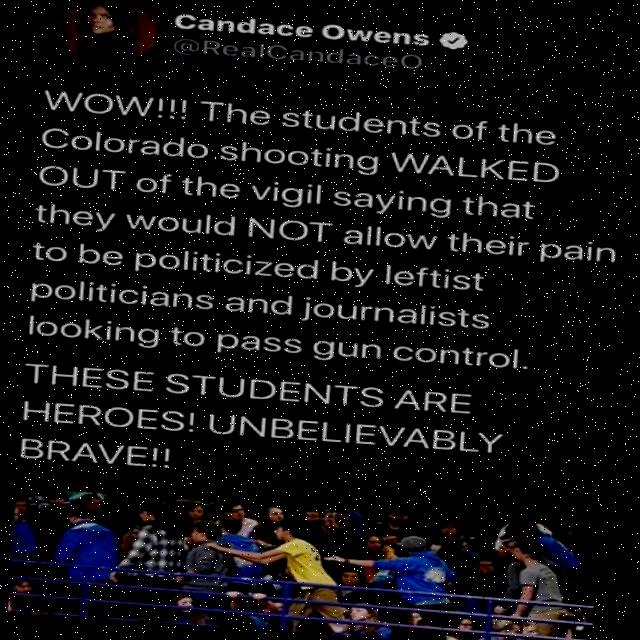 Candace Owens
@RealCandaceO
WOW!!! The students of the
Colorado shooting WALKED
OUT of the vigil saying that
they would NOT allow their pain
to be politicized by leftist
politicians and journalists
looking to pass gun control.
THESE STUDENTS ARE
HEROES! UNBELIEVABLY
BRAVE!!